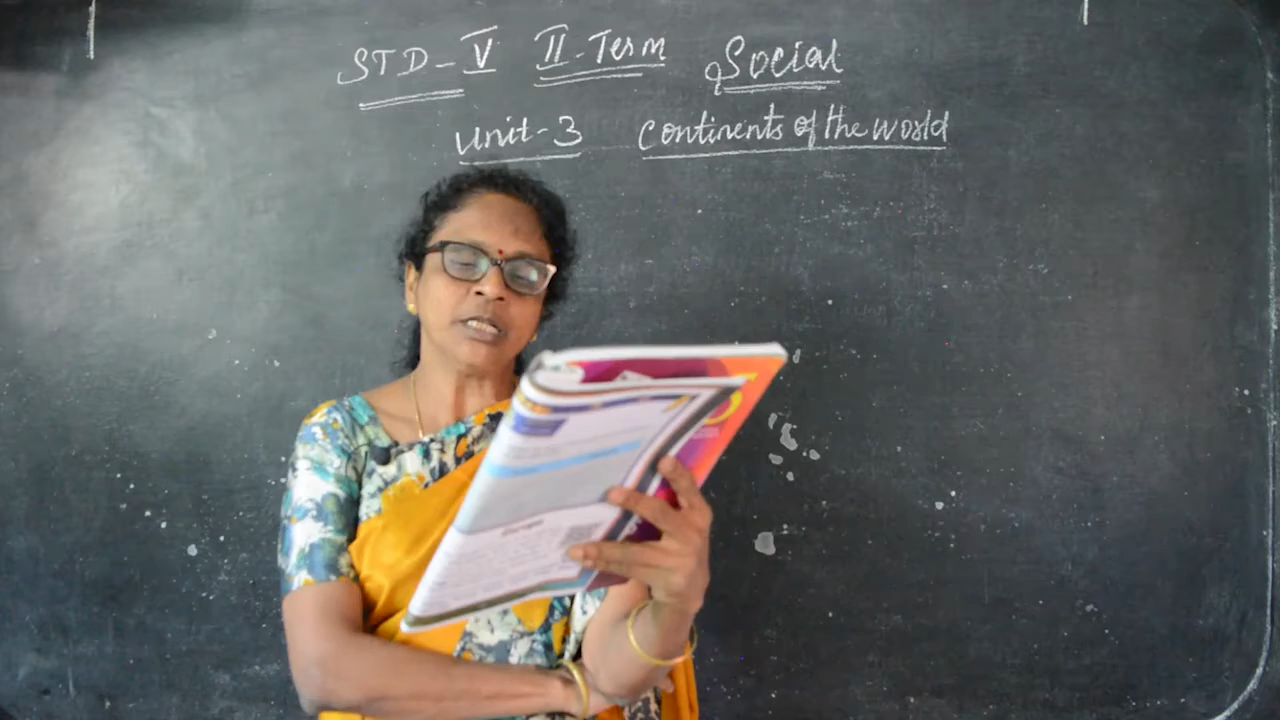 STD-V II-Term Social
Unit-3 Continents of the world